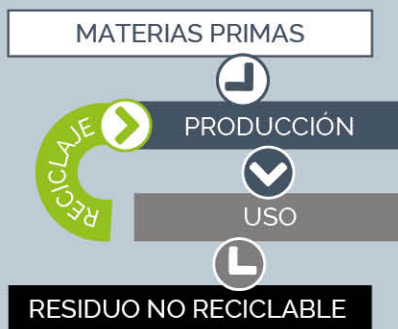 MATERIAS PRIMAS
RECICLAJE
PRODUCCIÓN
USO
RESIDUO NO RECICLABLE